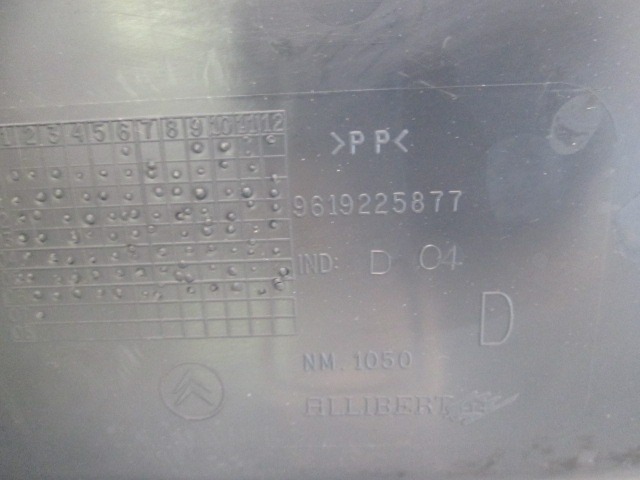 1 2 3 4 5 6 7 8 9 10 11 12
>PP<
9619225877
IND: D 04
D
NM. 1050
ALLIBERT